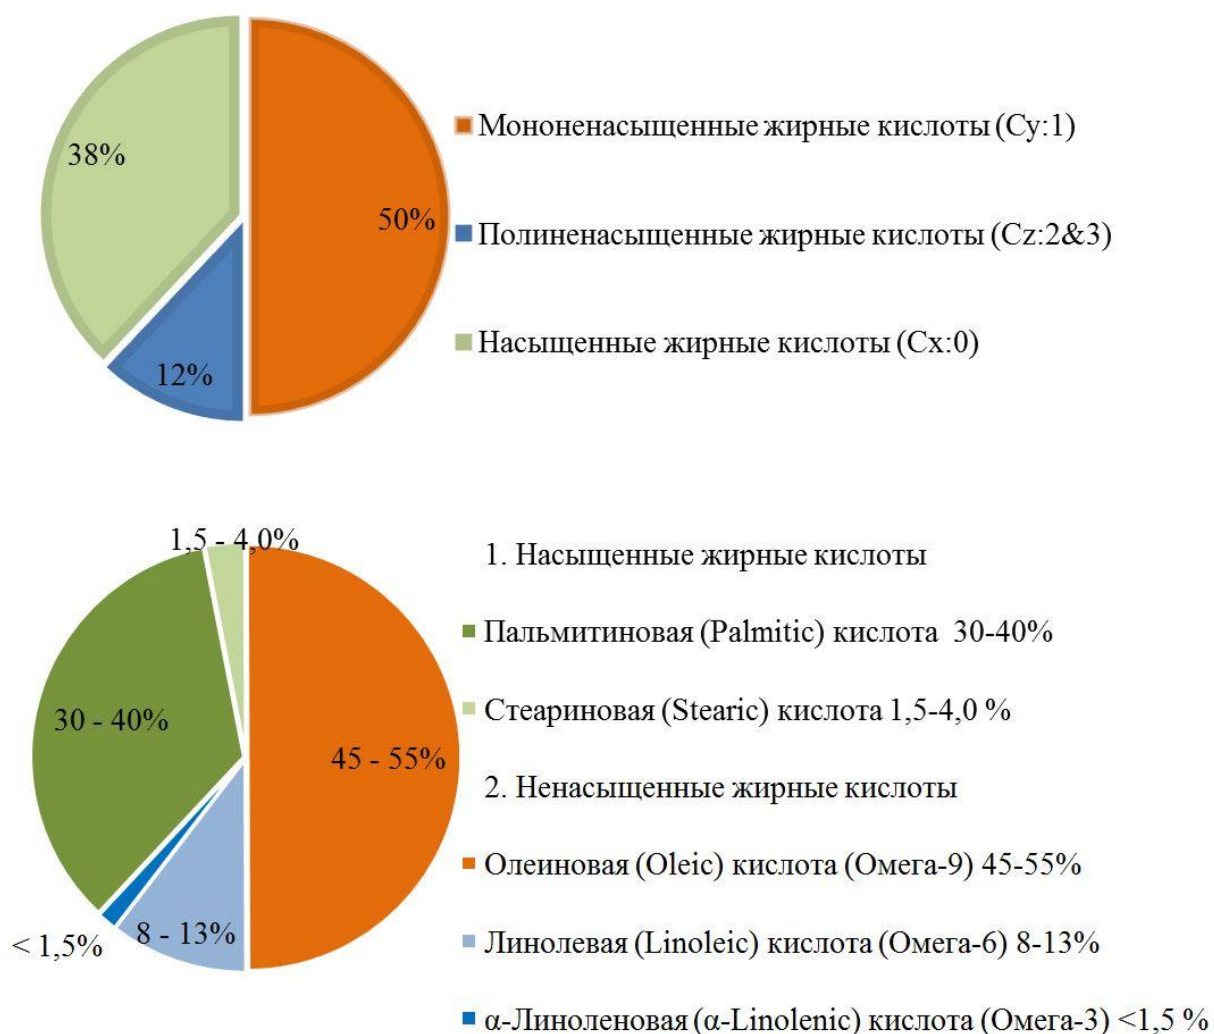 38%
50%
12%
Мононенасыщенные жирные кислоты (Cy:1)
Полиненасыщенные жирные кислоты (Cz:2&3)
Насыщенные жирные кислоты (Cx:0)
1,5 - 4,0%
30 - 40%
45 - 55%
< 1,5%
8 - 13%
1. Насыщенные жирные кислоты
Пальмитиновая (Palmitic) кислота 30-40%
Стеариновая (Stearic) кислота 1,5-4,0 %
2. Ненасыщенные жирные кислоты
Олеиновая (Oleic) кислота (Омега-9) 45-55%
Линолевая (Linoleic) кислота (Омега-6) 8-13%
α-Линоленовая (α-Linolenic) кислота (Омега-3) <1,5 %